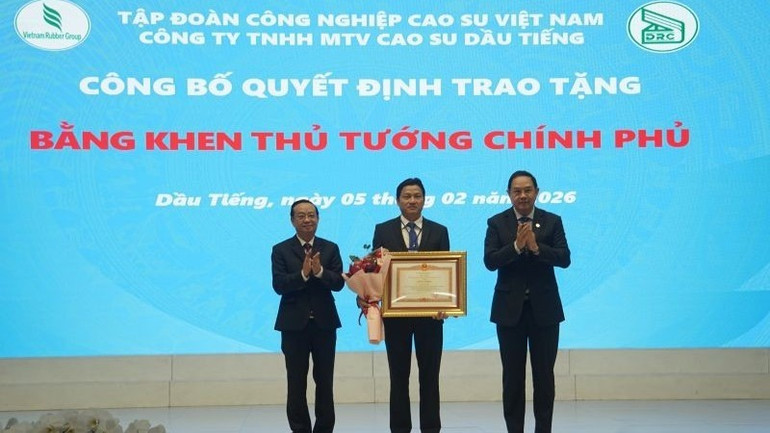 TẬP ĐOÀN CÔNG NGHIỆP CAO SU VIỆT NAM
CÔNG TY TNHH MTV CAO SU DẦU TIẾNG
Vietnam Rubber Group
DRC
CÔNG BỐ QUYẾT ĐỊNH TRAO TẶNG
BẰNG KHEN THỦ TƯỚNG CHÍNH PHỦ
Dầu Tiếng, ngày 05 th 02 năm 2026